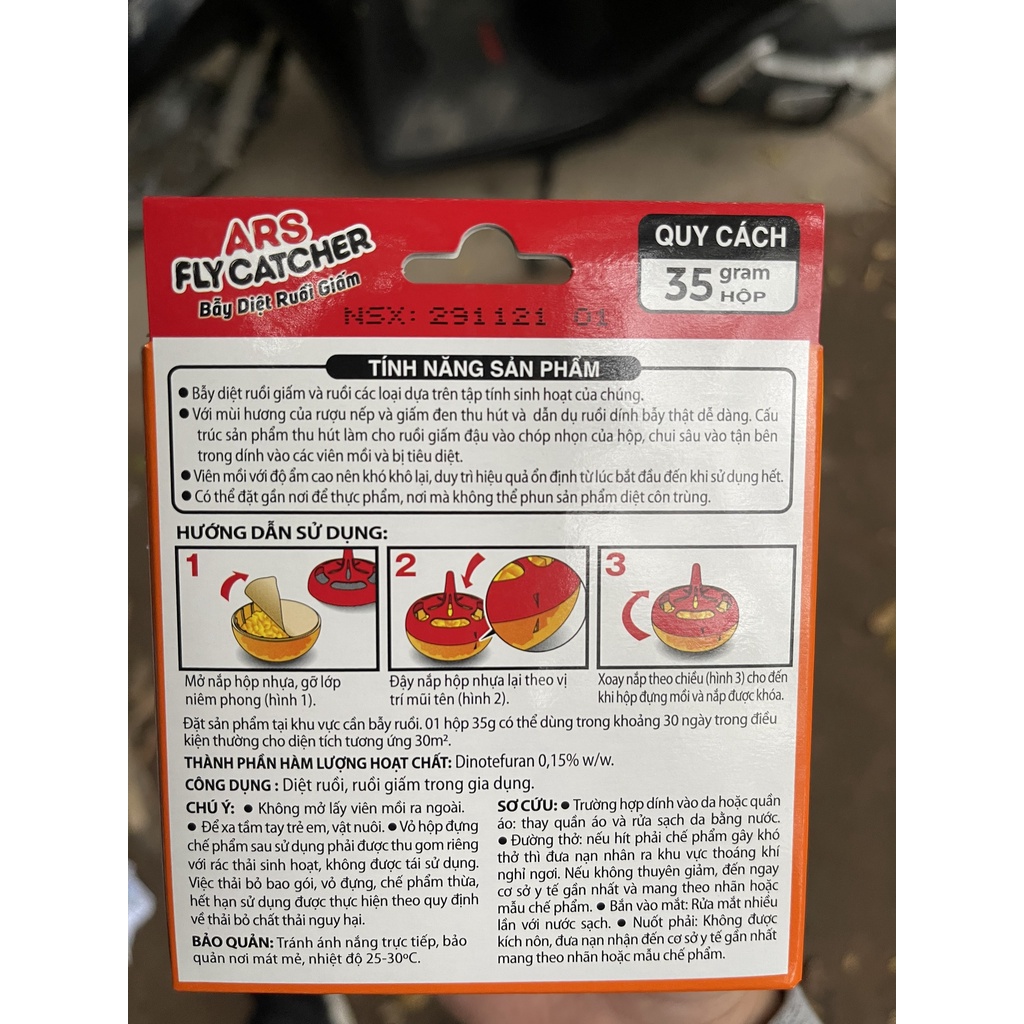 ARS
FLY CATCHER
Bẫy Diệt Ruồi Giấm
QUY CÁCH
35 gram
HỘP
NSX: 291121 01
TÍNH NĂNG SẢN PHẨM
● Bẫy diệt ruồi giấm và ruồi các loại dựa trên tập tính sinh hoạt của chúng.
● Với mùi hương của rượu nếp và giấm đen thu hút và dẫn dụ ruồi dính bẫy thật dễ dàng. Cấu
trúc sản phẩm thu hút làm cho ruồi giấm đậu vào chóp nhọn của hộp, chui sâu vào tận bên
trong dính vào các viên mồi và bị tiêu diệt.
● Viên mồi với độ ẩm cao nên khó khô lại, duy trì hiệu quả ổn định từ lúc bắt đầu đến khi sử dụng hết.
● Có thể đặt gần nơi để thực phẩm, nơi mà không thể phun sản phẩm diệt côn trùng.
HƯỚNG DẪN SỬ DỤNG:
1
2
3
Mở nắp hộp nhựa, gỡ lớp
niêm phong (hình 1).
Đậy nắp hộp nhựa lại theo vị
trí mũi tên (hình 2).
Xoay nắp theo chiều (hình 3) cho đến
khi hộp đựng mồi và nắp được khóa.
Đặt sản phẩm tại khu vực cần bẫy ruồi. 01 hộp 35g có thể dùng trong khoảng 30 ngày trong điều
kiện thường cho diện tích tương ứng 30m².
THÀNH PHẦN HÀM LƯỢNG HOẠT CHẤT: Dinotefuran 0,15% w/w.
CÔNG DỤNG : Diệt ruồi, ruồi giấm trong gia dụng.
CHÚ Ý: ● Không mở lấy viên mồi ra ngoài.
● Để xa tầm tay trẻ em, vật nuôi. ● Vỏ hộp đựng
chế phẩm sau sử dụng phải được thu gom riêng
với rác thải sinh hoạt, không được tái sử dụng.
Việc thải bỏ bao gói, vỏ đựng, chế phẩm thừa,
hết hạn sử dụng được thực hiện theo quy định
về thải bỏ chất thải nguy hại.
BẢO QUẢN: Tránh ánh nắng trực tiếp, bảo
quản nơi mát mẻ, nhiệt độ 25-30ºC.
SƠ CỨU: ● Trường hợp dính vào da hoặc quần
áo: thay quần áo và rửa sạch da bằng nước.
● Đường thở: nếu hít phải chế phẩm gây khó
thở thì đưa nạn nhân ra khu vực thoáng khí
nghỉ ngơi. Nếu không thuyên giảm, đến ngay
cơ sở y tế gần nhất và mang theo nhãn hoặc
mẫu chế phẩm. ● Bắn vào mắt: Rửa mắt nhiều
lần với nước sạch. ● Nuốt phải: Không được
kích nôn, đưa nạn nhận đến cơ sở y tế gần nhất
mang theo nhãn hoặc mẫu chế phẩm.